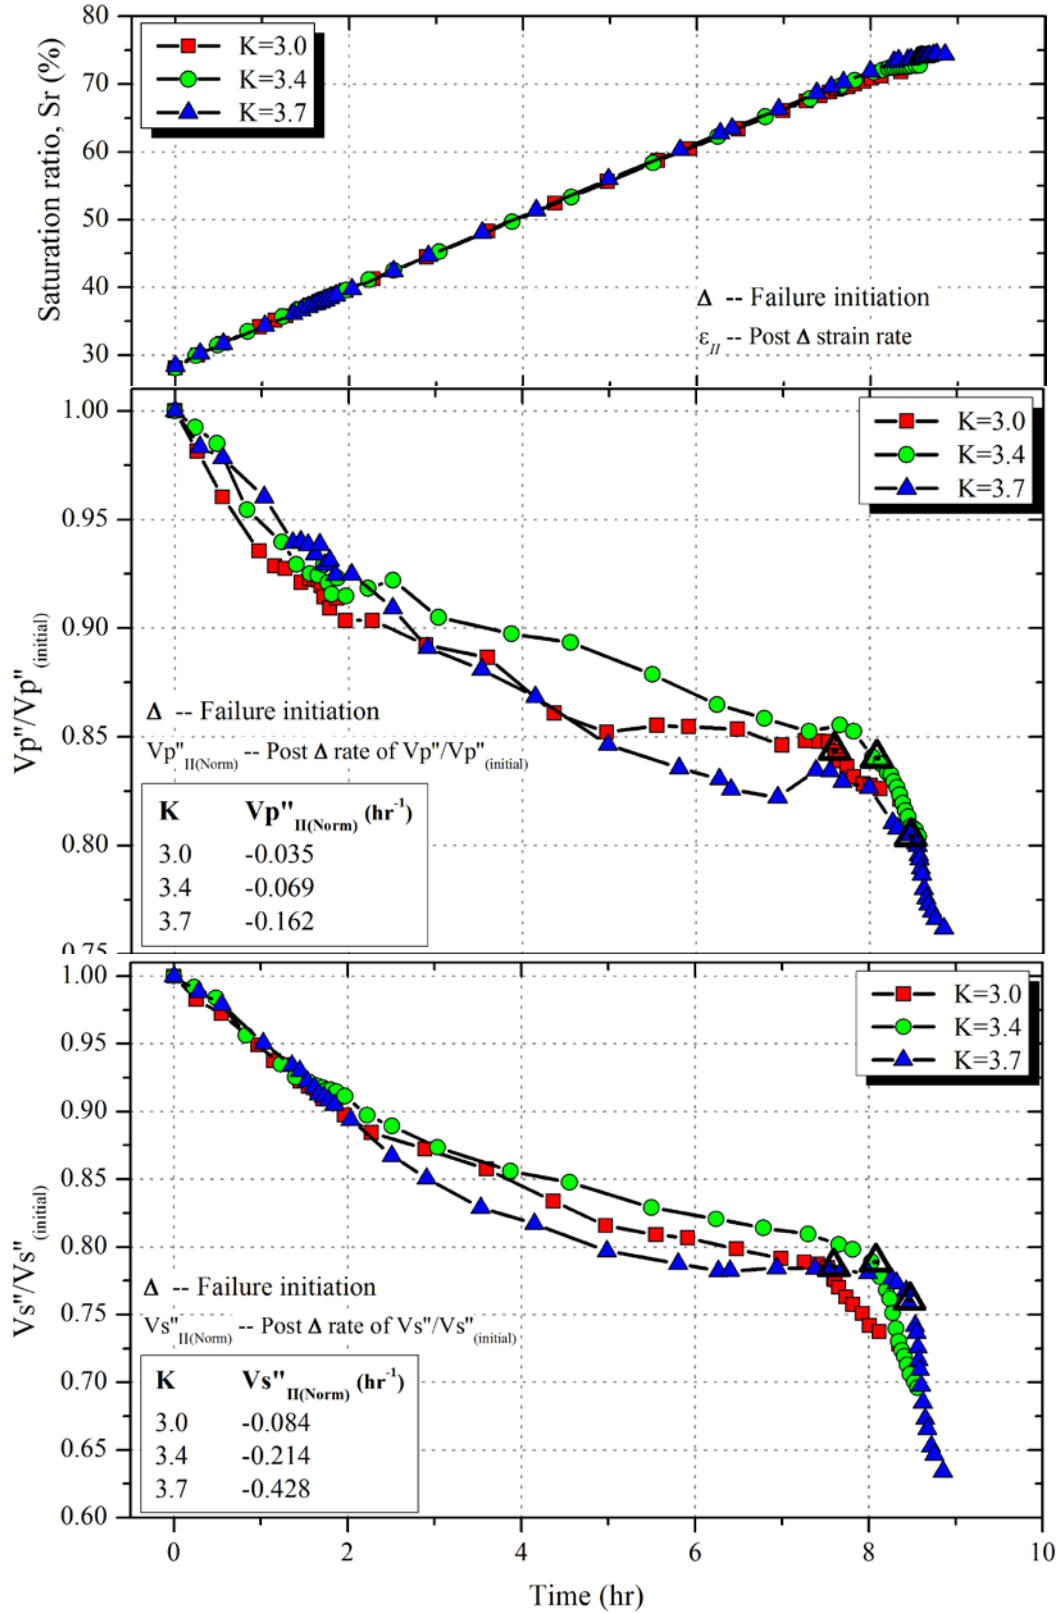 80
70
60
50
40
30
Saturation ratio, Sr (%)
K=3.0
K=3.4
K=3.7
Δ -- Failure initiation
ε_II -- Post Δ strain rate
1.00
0.95
0.90
0.85
0.80
0.75
Vp"/Vp"(initial)
K=3.0
K=3.4
K=3.7
Δ -- Failure initiation
Vp"II(Norm) -- Post Δ rate of Vp"/Vp"(initial)
K Vp"II(Norm) (hr-1)
3.0 -0.035
3.4 -0.069
3.7 -0.162
1.00
0.95
0.90
0.85
0.80
0.75
0.70
0.65
0.60
Vs"/Vs"(initial)
K=3.0
K=3.4
K=3.7
Δ -- Failure initiation
Vs"II(Norm) -- Post Δ rate of Vs"/Vs"(initial)
K Vs"II(Norm) (hr-1)
3.0 -0.084
3.4 -0.214
3.7 -0.428
0 2 4 6 8 10
Time (hr)